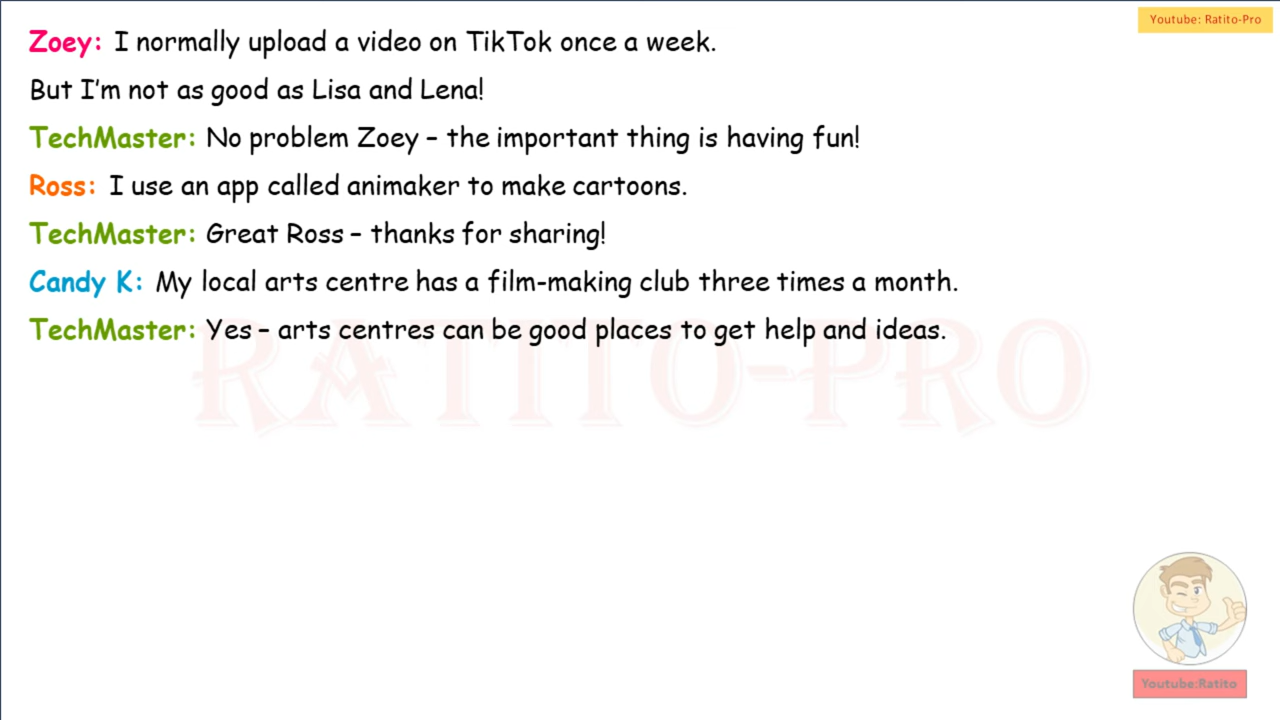 Youtube: Ratito-Pro
Zoey: I normally upload a video on TikTok once a week.
But I'm not as good as Lisa and Lena!
TechMaster: No problem Zoey – the important thing is having fun!
Ross: I use an app called animaker to make cartoons.
TechMaster: Great Ross – thanks for sharing!
Candy K: My local arts centre has a film-making club three times a month.
TechMaster: Yes – arts centres can be good places to get help and ideas.
RATITO-PRO
Youtube:Ratito